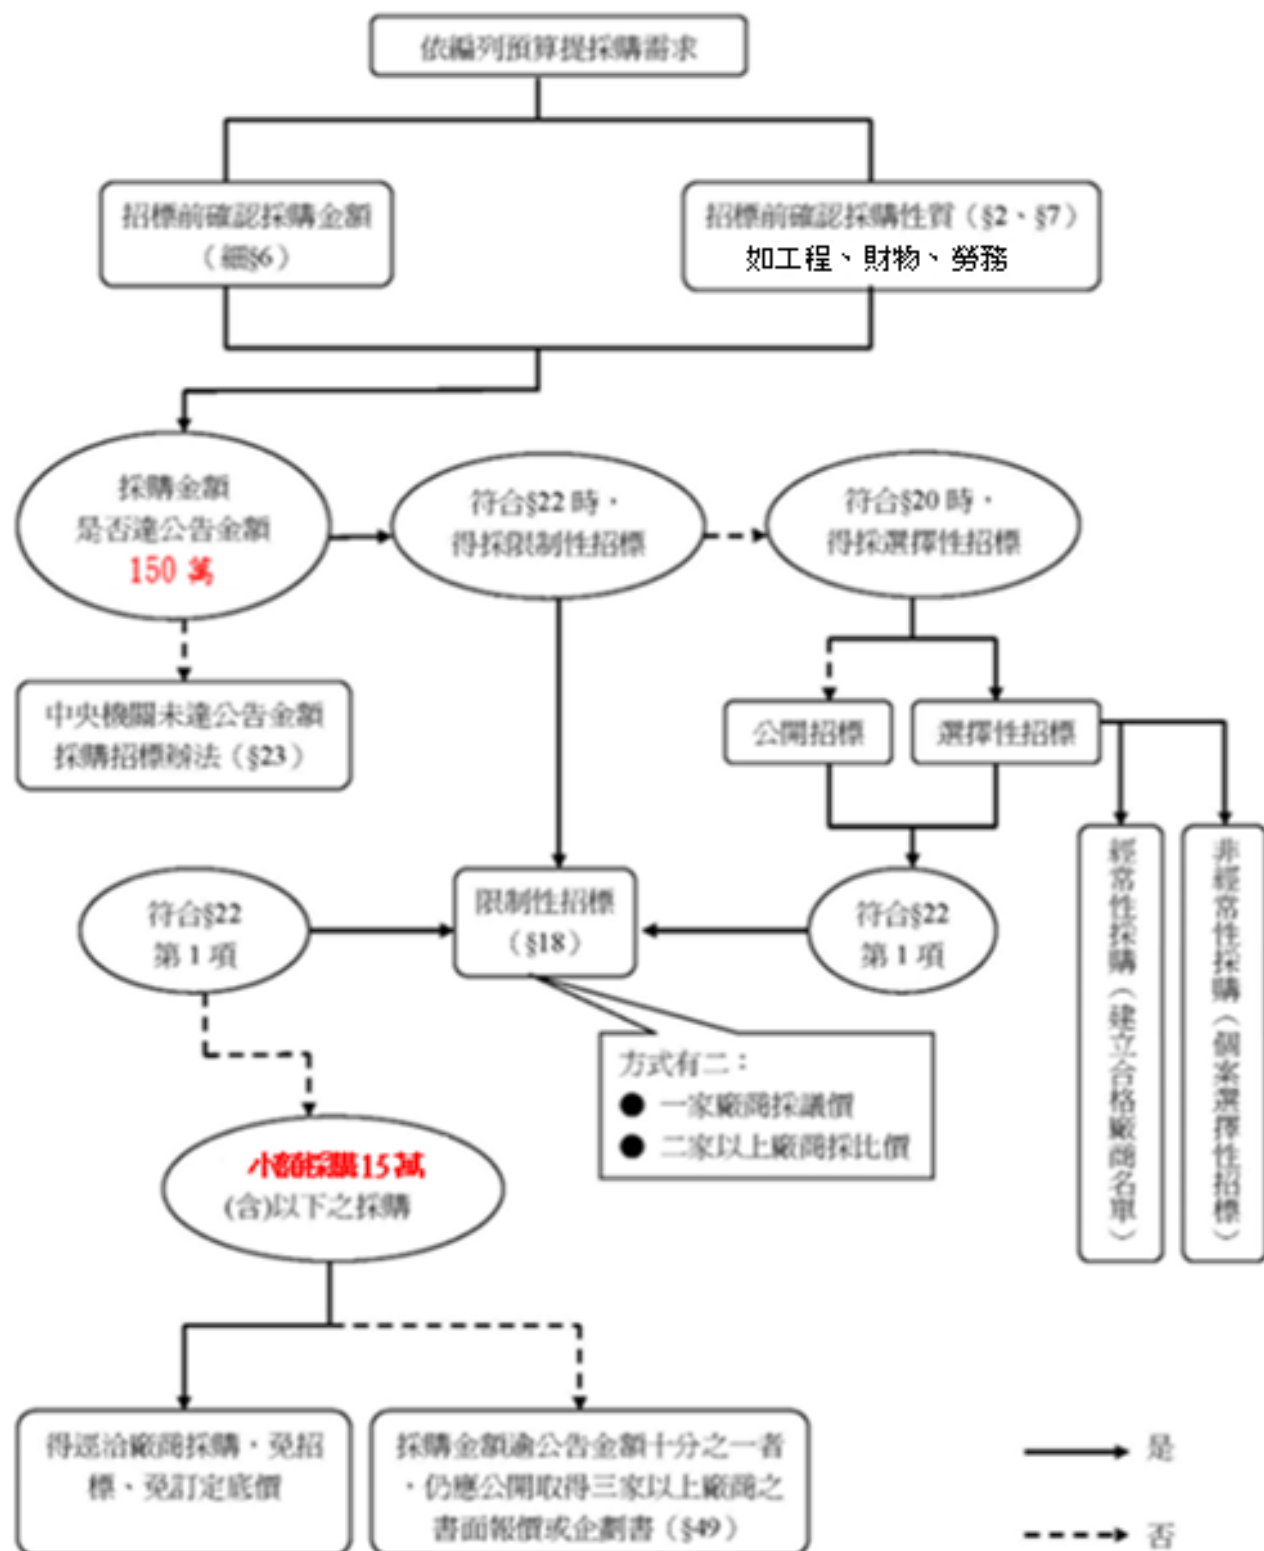 依編列預算提採購需求
招標前確認採購金額
（細§6）
招標前確認採購性質（§2、§7）
如工程、財物、勞務
採購金額
是否達公告金額
150 萬
符合§22 時，
得採限制性招標
符合§20 時，
得採選擇性招標
中央機關未達公告金額
採購招標辦法（§23）
公開招標
選擇性招標
符合§22
第 1 項
限制性招標
（§18）
符合§22
第 1 項
經常性採購（建立合格廠商名單）
非經常性採購（個案選擇性招標）
方式有二：
● 一家廠商採議價
● 二家以上廠商採比價
小額採購15萬
(含)以下之採購
得逕洽廠商採購，免招
標、免訂定底價
採購金額逾公告金額十分之一者
，仍應公開取得三家以上廠商之
書面報價或企劃書（§49）
是
否